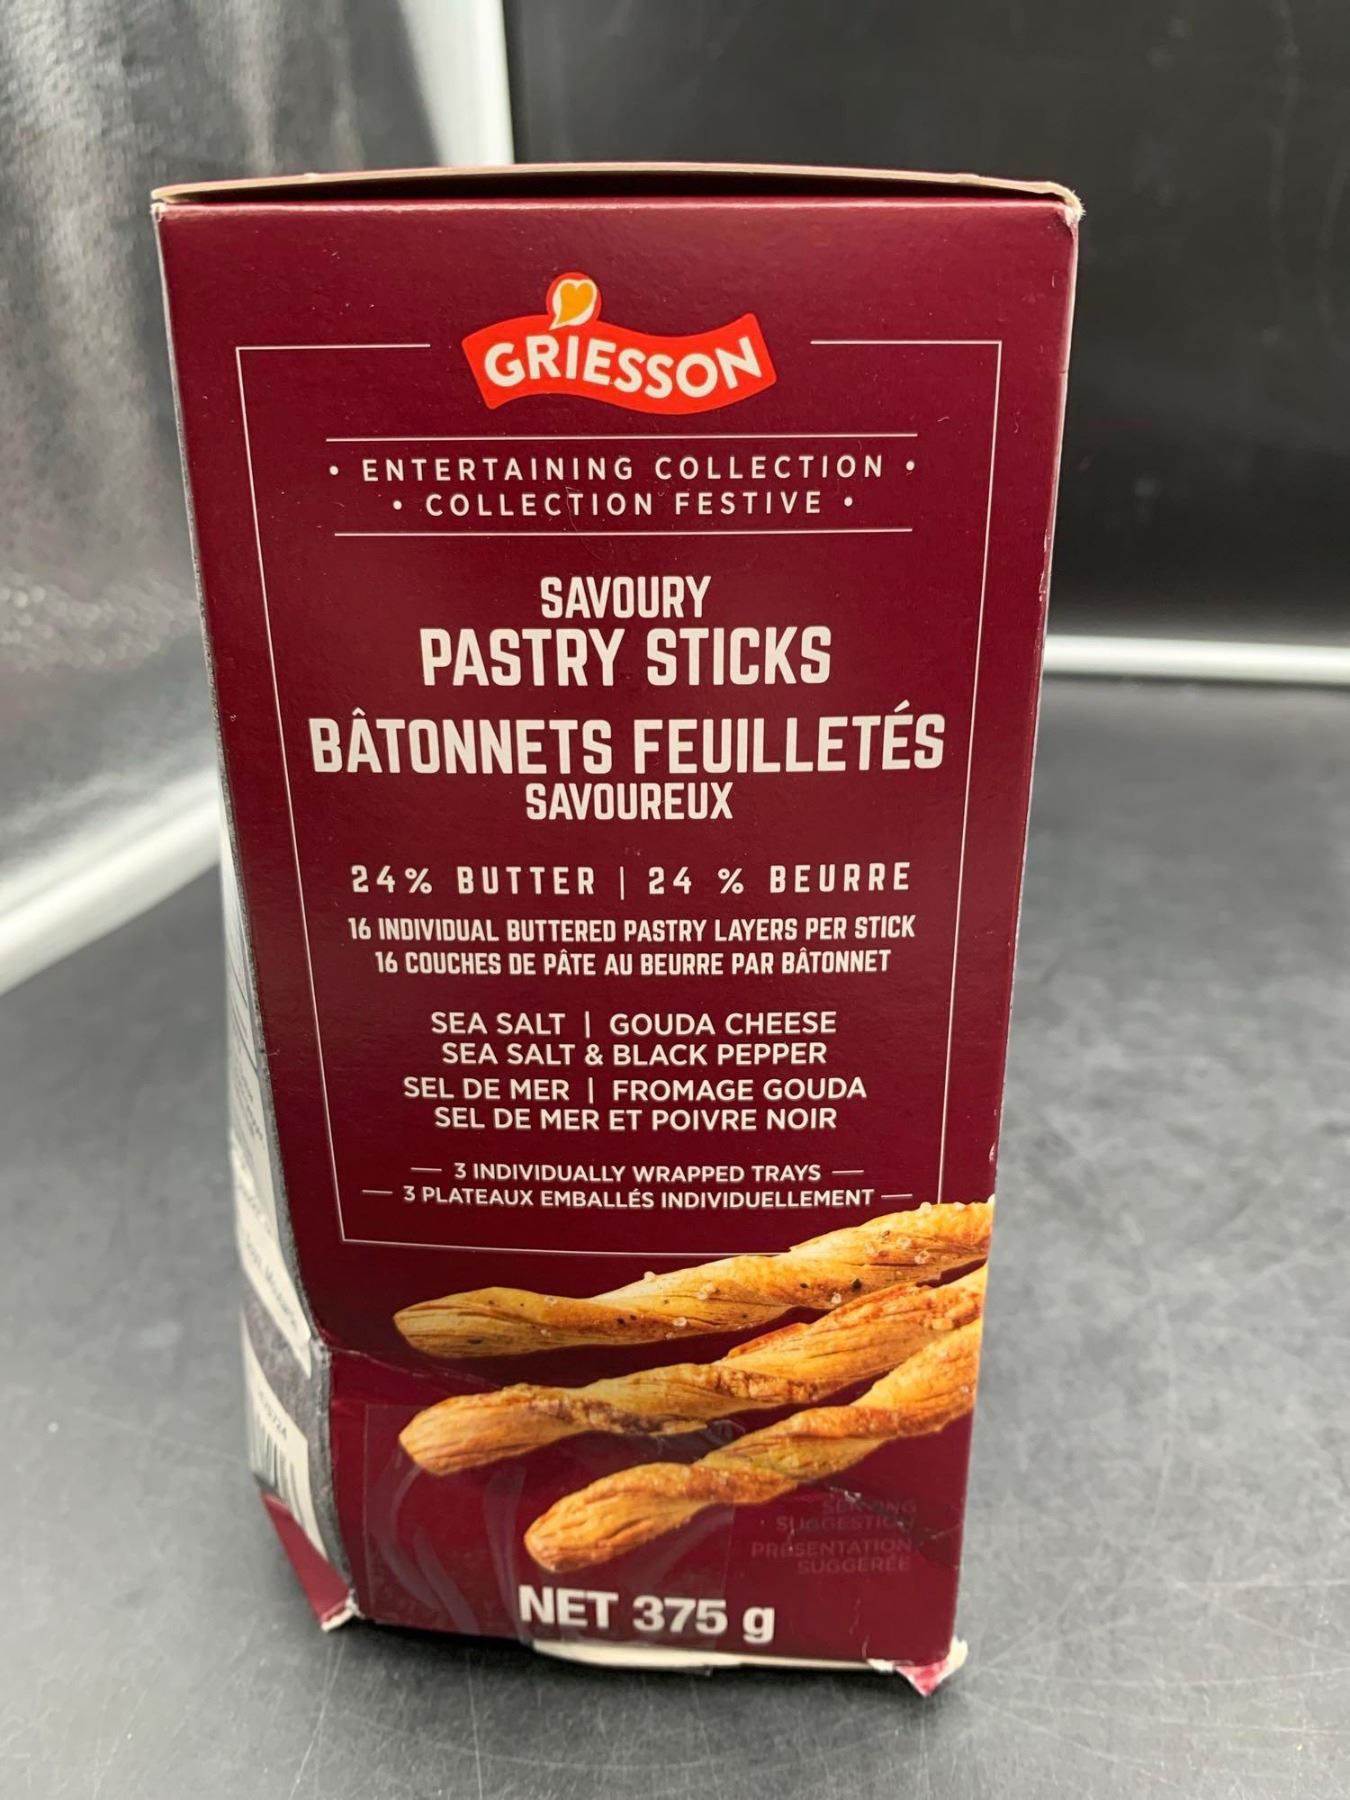 GRIESSON
• ENTERTAINING COLLECTION •
• COLLECTION FESTIVE •
SAVOURY
PASTRY STICKS
BÂTONNETS FEUILLETÉS
SAVOUREUX
24% BUTTER | 24 % BEURRE
16 INDIVIDUAL BUTTERED PASTRY LAYERS PER STICK
16 COUCHES DE PÂTE AU BEURRE PAR BÂTONNET
SEA SALT | GOUDA CHEESE
SEA SALT & BLACK PEPPER
SEL DE MER | FROMAGE GOUDA
SEL DE MER ET POIVRE NOIR
— 3 INDIVIDUALLY WRAPPED TRAYS —
— 3 PLATEAUX EMBALLÉS INDIVIDUELLEMENT —
SERVING
SUGGESTION
PRÉSENTATION
SUGGÉRÉE
NET 375 g